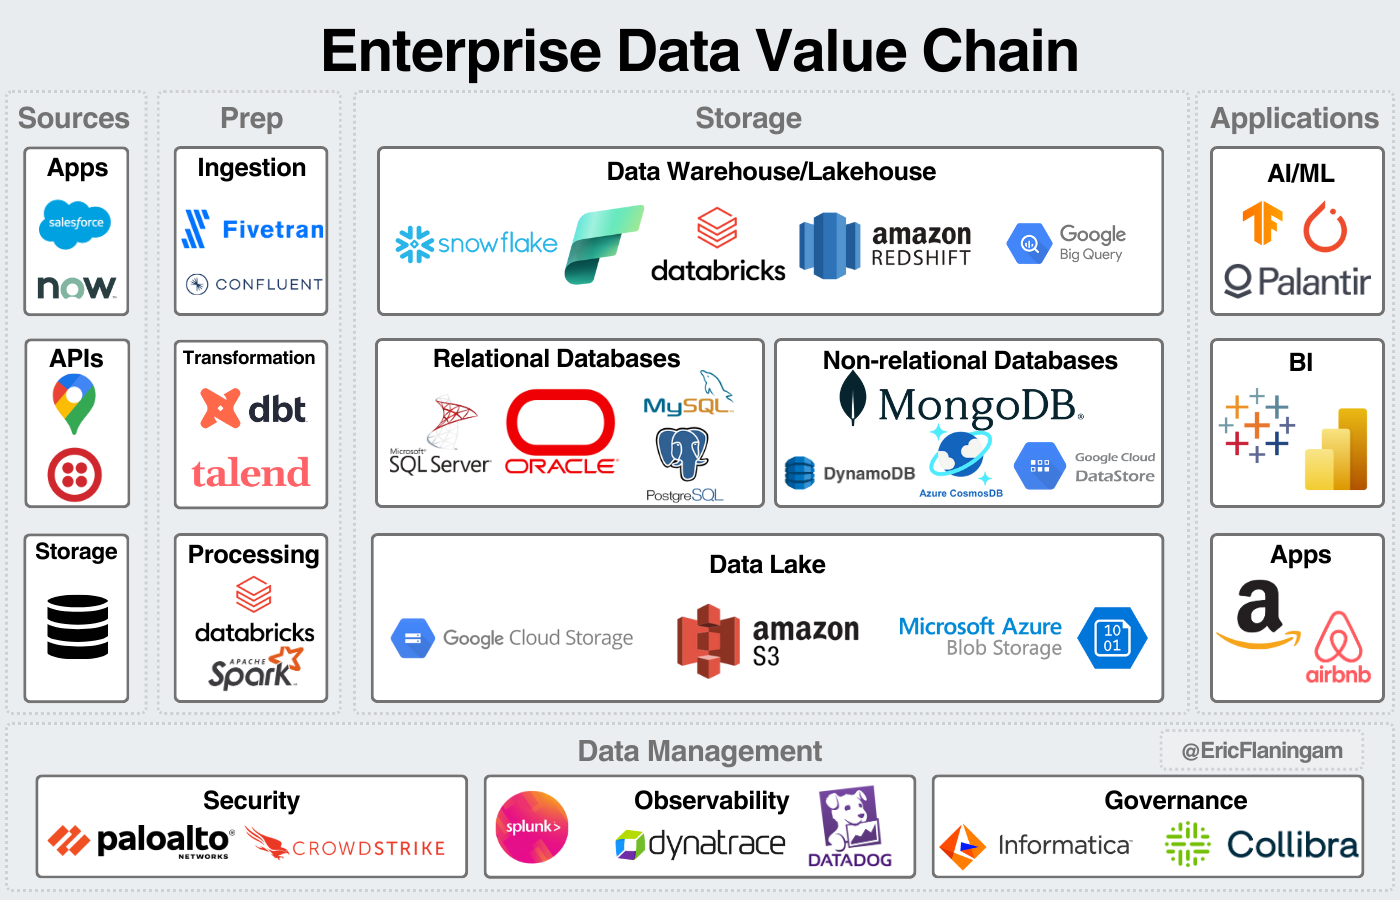 Enterprise Data Value Chain
Sources
Apps
salesforce
now™
APIs
Storage
Prep
Ingestion
Fivetran
CONFLUENT
Transformation
dbt
talend
Processing
databricks
APACHE
Spark™
Storage
Data Warehouse/Lakehouse
snowflake
databricks
amazon
REDSHIFT
Google
Big Query
Relational Databases
Microsoft
SQL Server
ORACLE
MySQL™
PostgreSQL
Non-relational Databases
MongoDB®
DynamoDB
Azure CosmosDB
Google Cloud
DataStore
Data Lake
Google Cloud Storage
amazon
S3
Microsoft Azure
Blob Storage
10
01
Applications
AI/ML
Palantir
BI
Apps
a
airbnb
Data Management
@EricFlaningam
Security
paloalto®
NETWORKS
CROWDSTRIKE
Observability
splunk>
dynatrace
DATADOG
Governance
Informatica™
Collibra